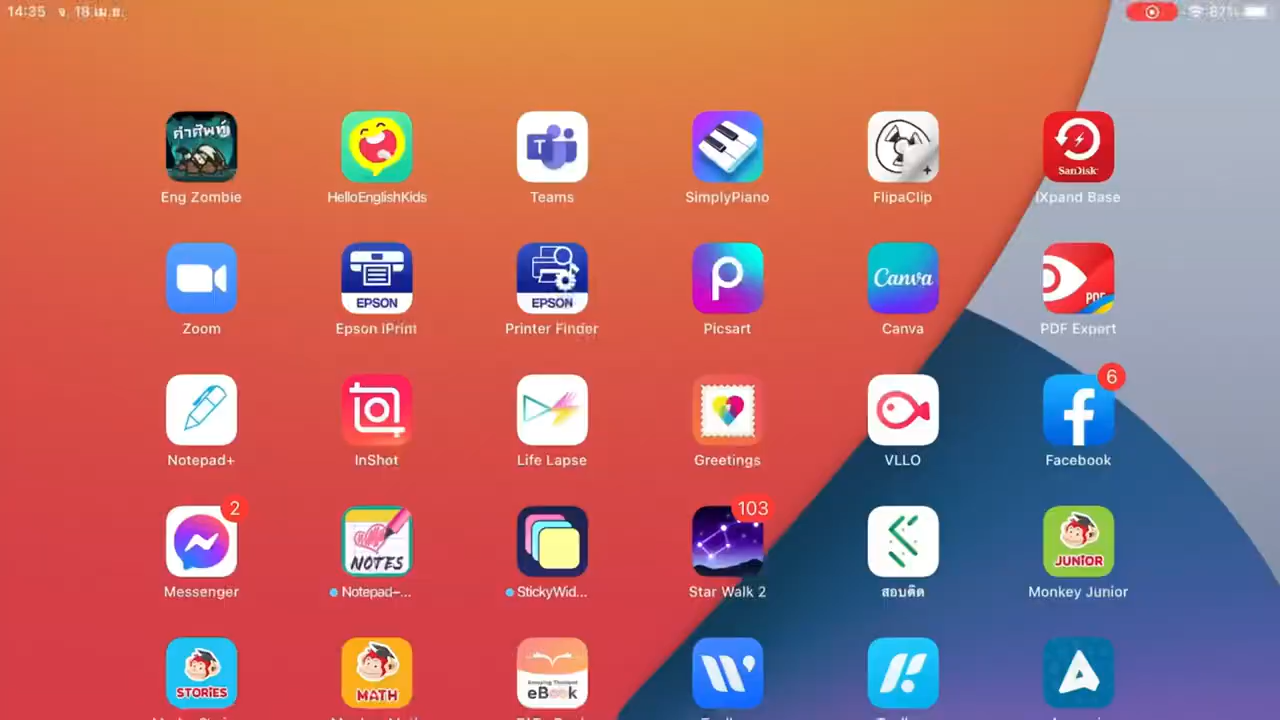 14:35 จ. 18 เม.ย. 87%
คำศัพท์
SanDisk
Eng Zombie HelloEnglishKids Teams SimplyPiano FlipaClip iXpand Base
EPSON EPSON Canva PDF
Zoom Epson iPrint Printer Finder Picsart Canva PDF Expert
6
Notepad+ InShot Life Lapse Greetings VLLO Facebook
2 103
NOTES JUNIOR
Messenger Notepad–... StickyWid... Star Walk 2 สอบติด Monkey Junior
STORIES MATH eBook